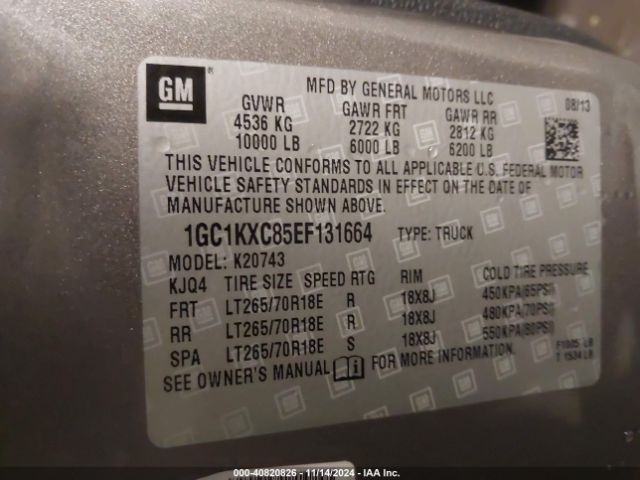 GM
MFD BY GENERAL MOTORS LLC
08/13
GVWR GAWR FRT GAWR RR
4536 KG 2722 KG 2812 KG
10000 LB 6000 LB 6200 LB
THIS VEHICLE CONFORMS TO ALL APPLICABLE U.S. FEDERAL MOTOR
VEHICLE SAFETY STANDARDS IN EFFECT ON THE DATE OF
MANUFACTURE SHOWN ABOVE.
1GC1KXC85EF131664 TYPE: TRUCK
MODEL: K20743
KJQ4 TIRE SIZE SPEED RTG RIM COLD TIRE PRESSURE
FRT LT265/70R18E R 18X8J 450KPA/65PSI
RR LT265/70R18E R 18X8J 480KPA/70PSI
SPA LT265/70R18E S 18X8J 550KPA/80PSI
SEE OWNER'S MANUAL FOR MORE INFORMATION.
T 1534 LB
000-40820826 - 11/14/2024 - IAA Inc.